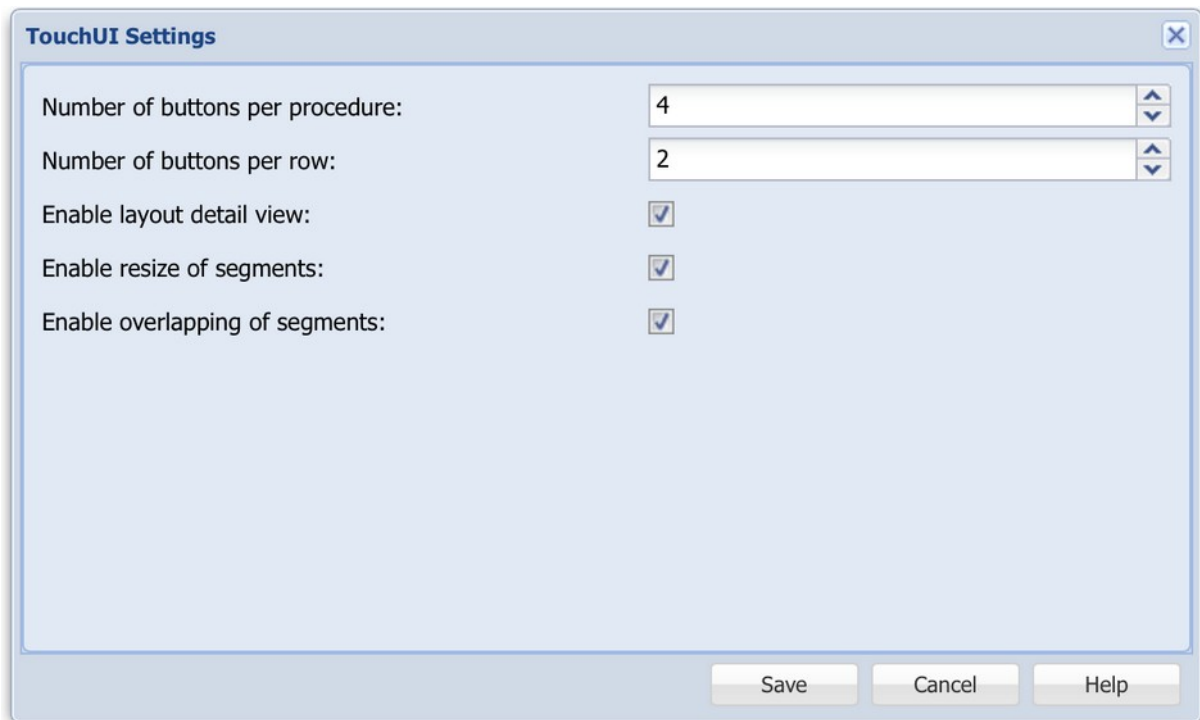 TouchUI Settings
Number of buttons per procedure: 4
Number of buttons per row: 2
Enable layout detail view:
Enable resize of segments:
Enable overlapping of segments:
Save Cancel Help